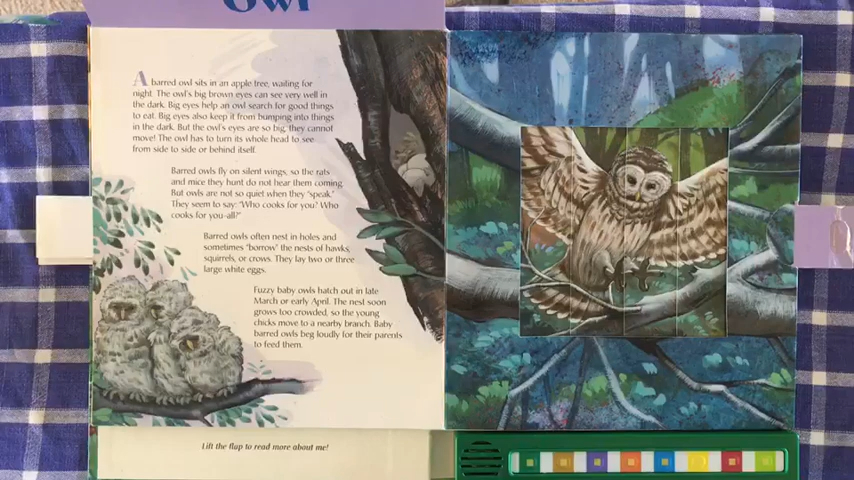 Owl
A barred owl sits in an apple tree, waiting for
night. The owl's big brown eyes can see very well in
the dark. Big eyes help an owl search for good things
to eat. Big eyes also keep it from bumping into things
in the dark. But the owl's eyes are so big, they cannot
move! The owl has to turn its whole head to see
from side to side or behind itself.
Barred owls fly on silent wings, so the rats
and mice they hunt do not hear them coming.
But owls are not so quiet when they "speak."
They seem to say: "Who cooks for you? Who
cooks for you-all?"
Barred owls often nest in holes and
sometimes "borrow" the nests of hawks,
squirrels, or crows. They lay two or three
large white eggs.
Fuzzy baby owls hatch out in late
March or early April. The nest soon
grows too crowded, so the young
chicks move to a nearby branch. Baby
barred owls beg loudly for their parents
to feed them.
Lift the flap to read more about me!